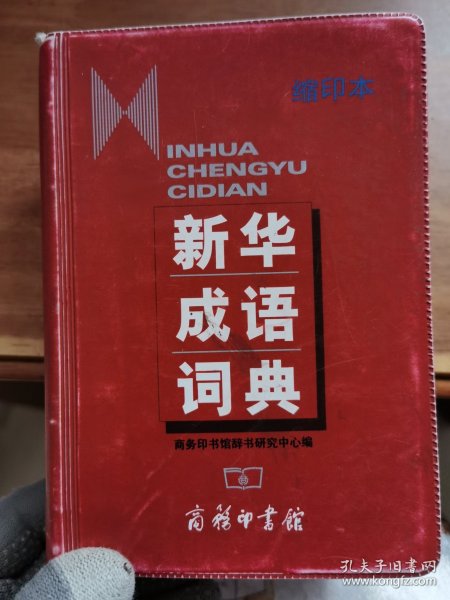 缩印本
INHUA
CHENGYU
CIDIAN
新华
成语
词典
商务印书馆辞书研究中心编
商務印書館
孔夫子旧书网
www.kongfz.com